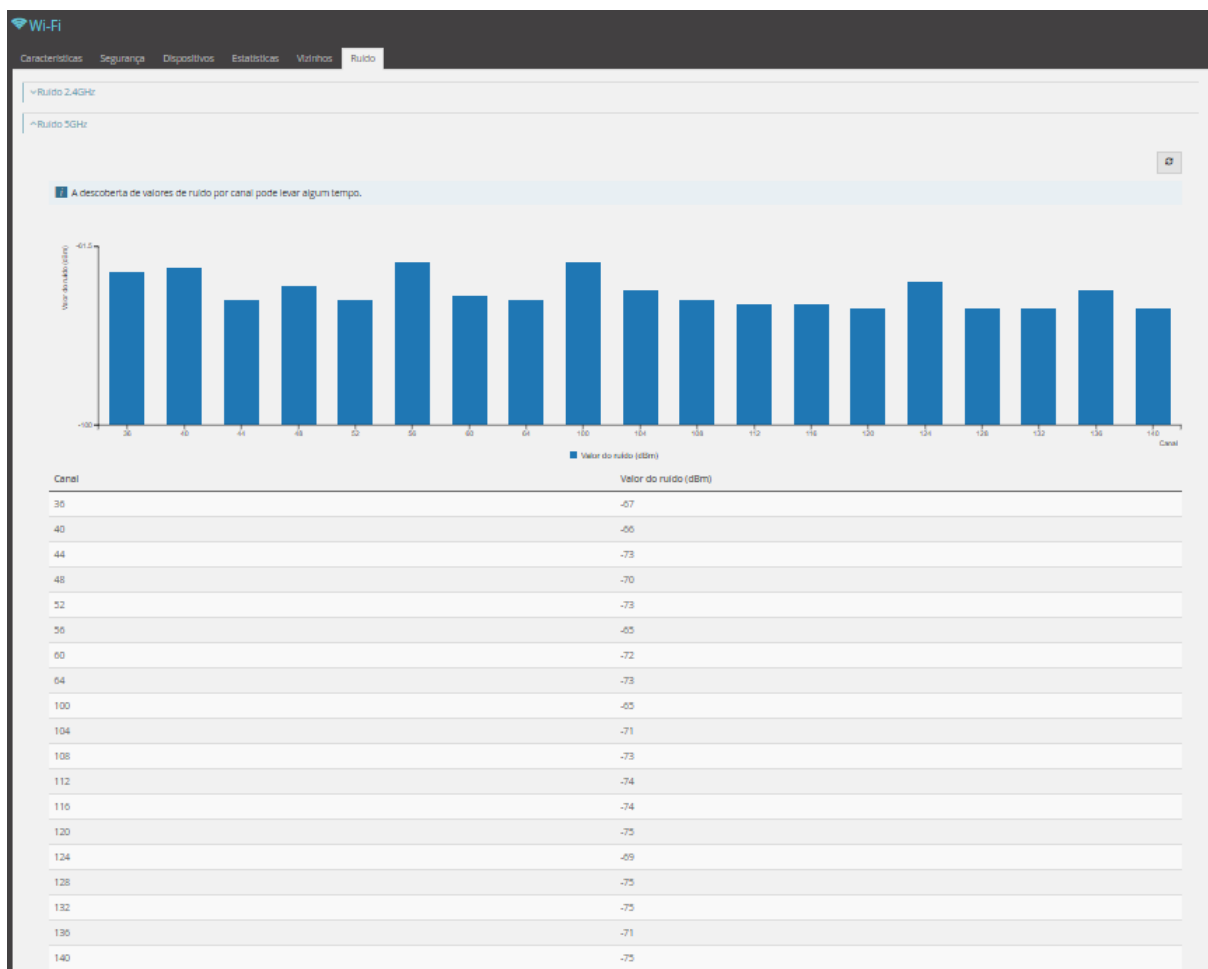 Wi-Fi
Características Segurança Dispositivos Estatísticas Vizinhos Ruído
Ruído 2.4GHz
Ruído 5GHz
i A descoberta de valores de ruído por canal pode levar algum tempo.
Valor do ruído (dBm)
-61.5
-100
36 40 44 48 52 56 60 64 100 104 108 112 116 120 124 128 132 136 140
Canal
Valor do ruído (dBm)
Canal Valor do ruído (dBm)
36 -67
40 -66
44 -73
48 -70
52 -73
56 -65
60 -72
64 -73
100 -65
104 -71
108 -73
112 -74
116 -74
120 -75
124 -69
128 -75
132 -75
136 -71
140 -75